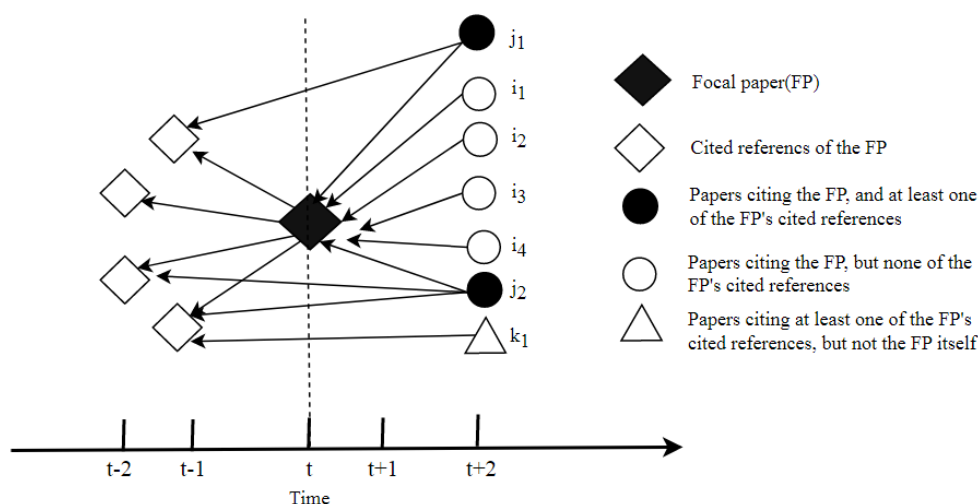 j1
i1
i2
i3
i4
j2
k1
Focal paper(FP)
Cited referencs of the FP
Papers citing the FP, and at least one
of the FP's cited references
Papers citing the FP, but none of the
FP's cited references
Papers citing at least one of the FP's
cited references, but not the FP itself
t-2 t-1 t t+1 t+2
Time